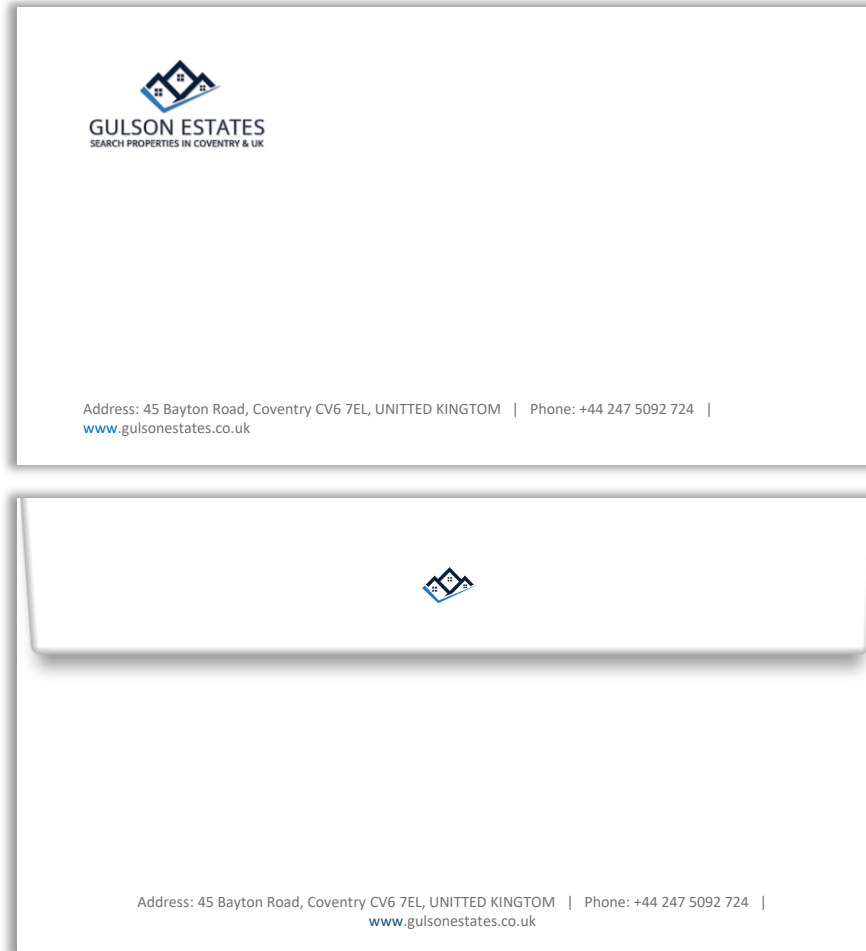 GULSON ESTATES
SEARCH PROPERTIES IN COVENTRY & UK
Address: 45 Bayton Road, Coventry CV6 7EL, UNITTED KINGTOM | Phone: +44 247 5092 724 |
www.gulsonestates.co.uk
Address: 45 Bayton Road, Coventry CV6 7EL, UNITTED KINGTOM | Phone: +44 247 5092 724 |
www.gulsonestates.co.uk